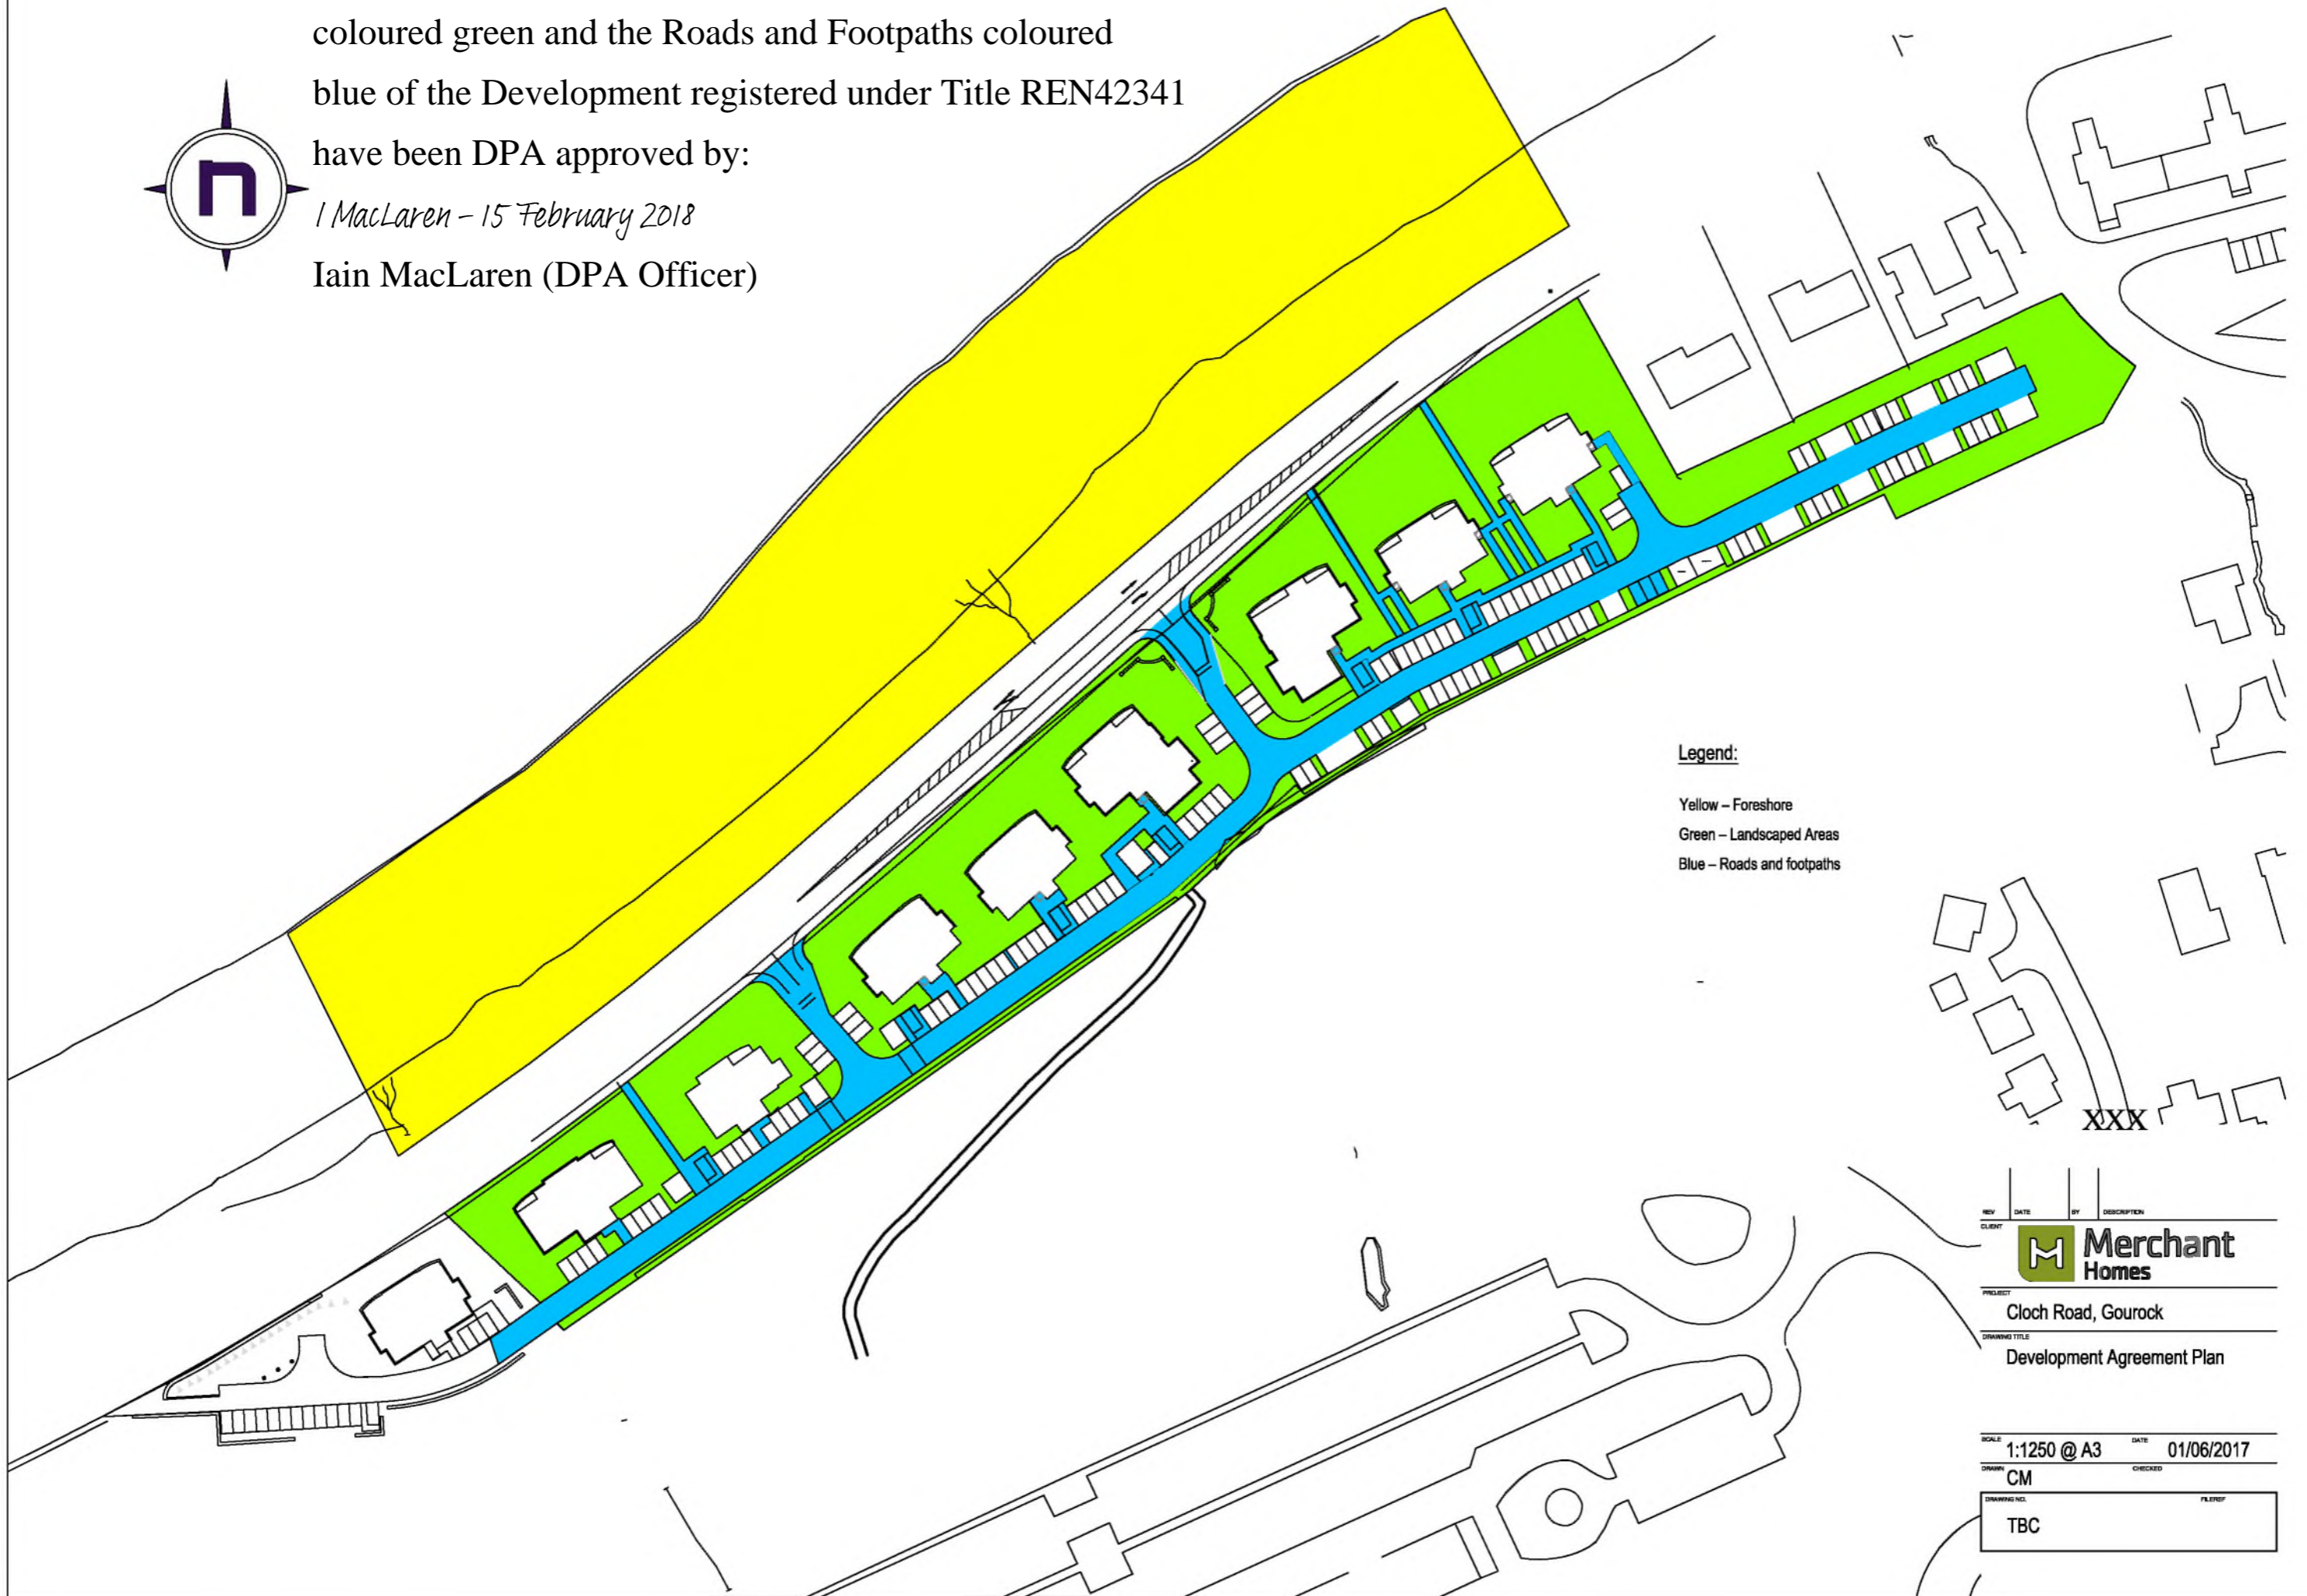 coloured green and the Roads and Footpaths coloured
blue of the Development registered under Title REN42341
have been DPA approved by:
I MacLaren – 15 February 2018
Iain MacLaren (DPA Officer)
n
Legend:
Yellow – Foreshore
Green – Landscaped Areas
Blue – Roads and footpaths
XXX
REV DATE BY DESCRIPTION
CLIENT
M Merchant
Homes
PROJECT
Cloch Road, Gourock
DRAWING TITLE
Development Agreement Plan
SCALE 1:1250 @ A3 DATE 01/06/2017
DRAWN CM CHECKED
DRAWING NO. FILEREF
TBC